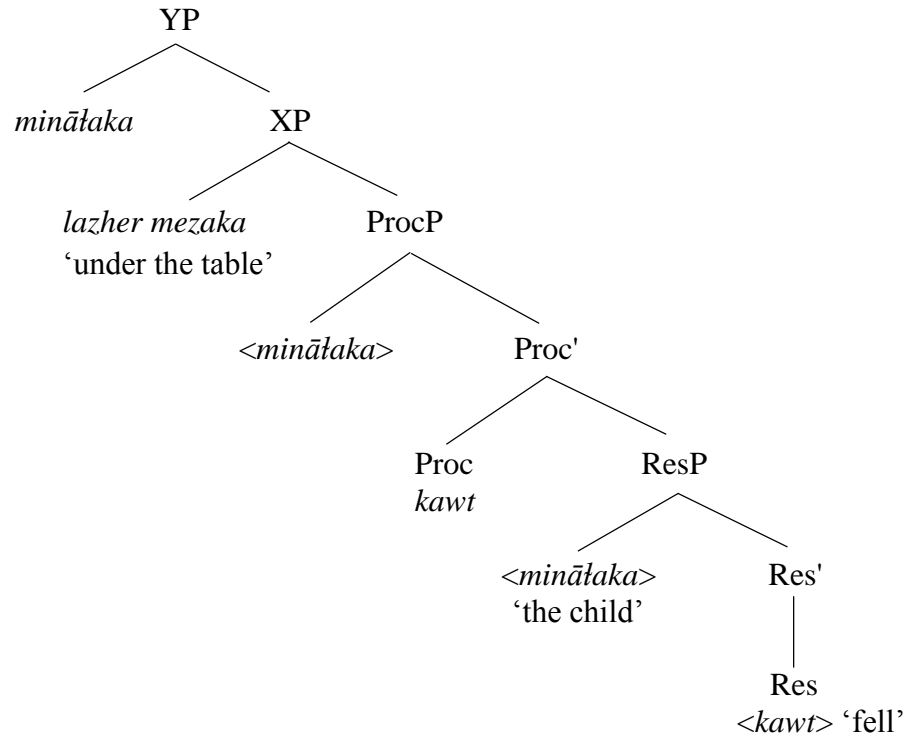 YP
mināłaka
XP
lazher mezaka
‘under the table’
ProcP
<mināłaka>
Proc'
Proc
kawt
ResP
<mināłaka>
‘the child’
Res'
Res
<kawt> ‘fell’